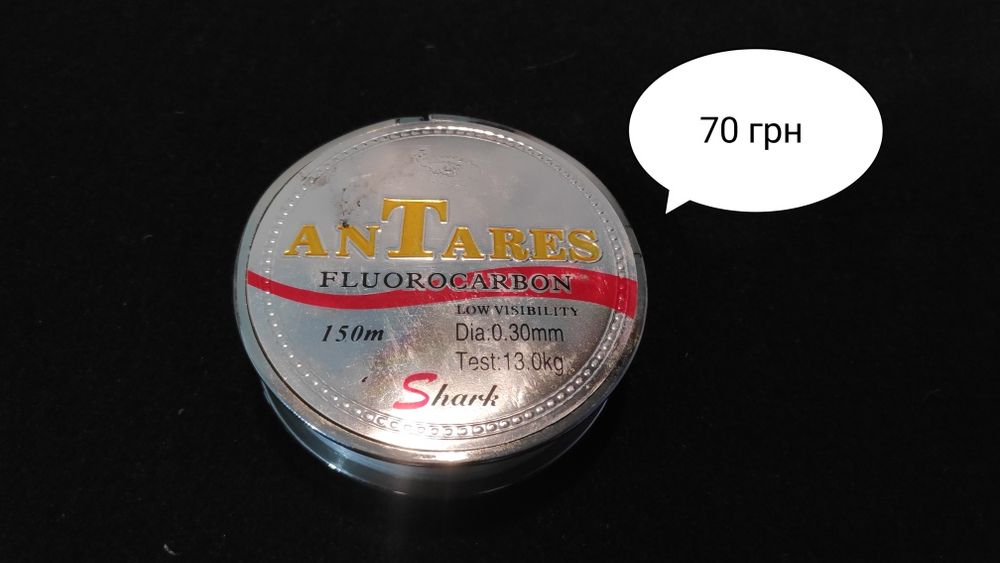 70 грн
ANTARES
FLUOROCARBON
LOW VISIBILITY
150m
Dia:0.30mm
Test:13.0kg
Shark